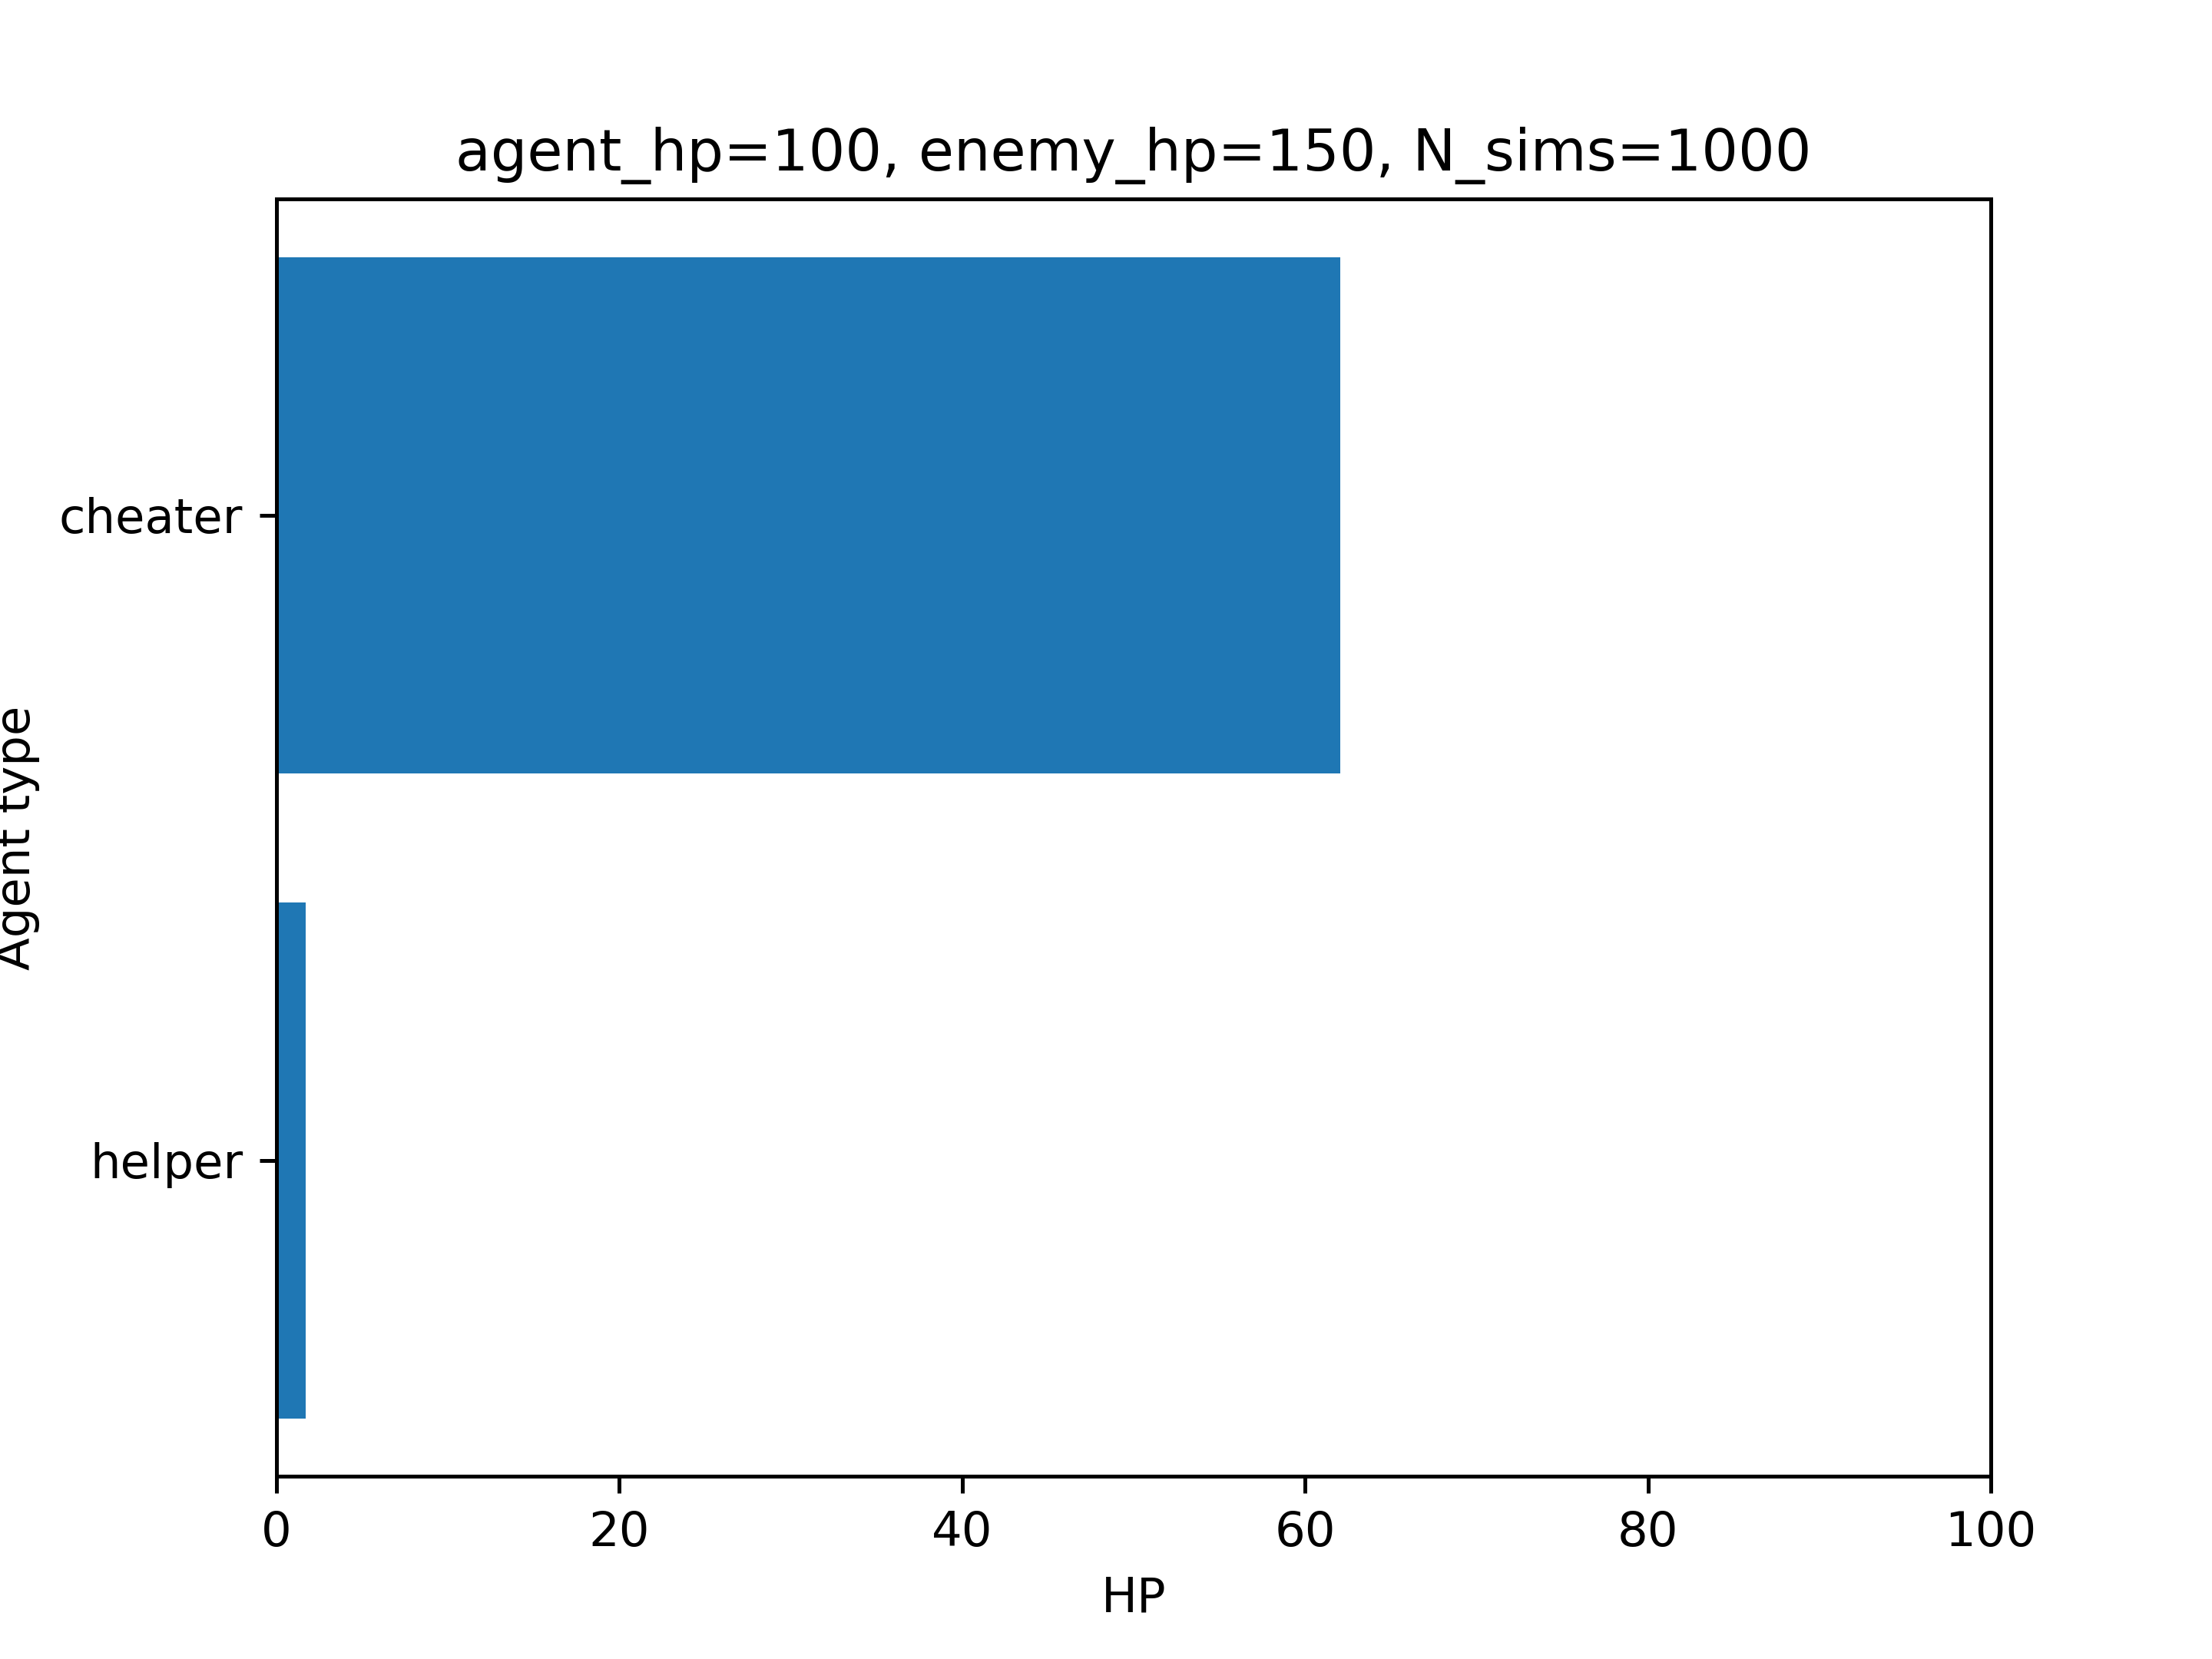 agent_hp=100, enemy_hp=150, N_sims=1000
cheater
helper
Agent type
0 20 40 60 80 100
HP